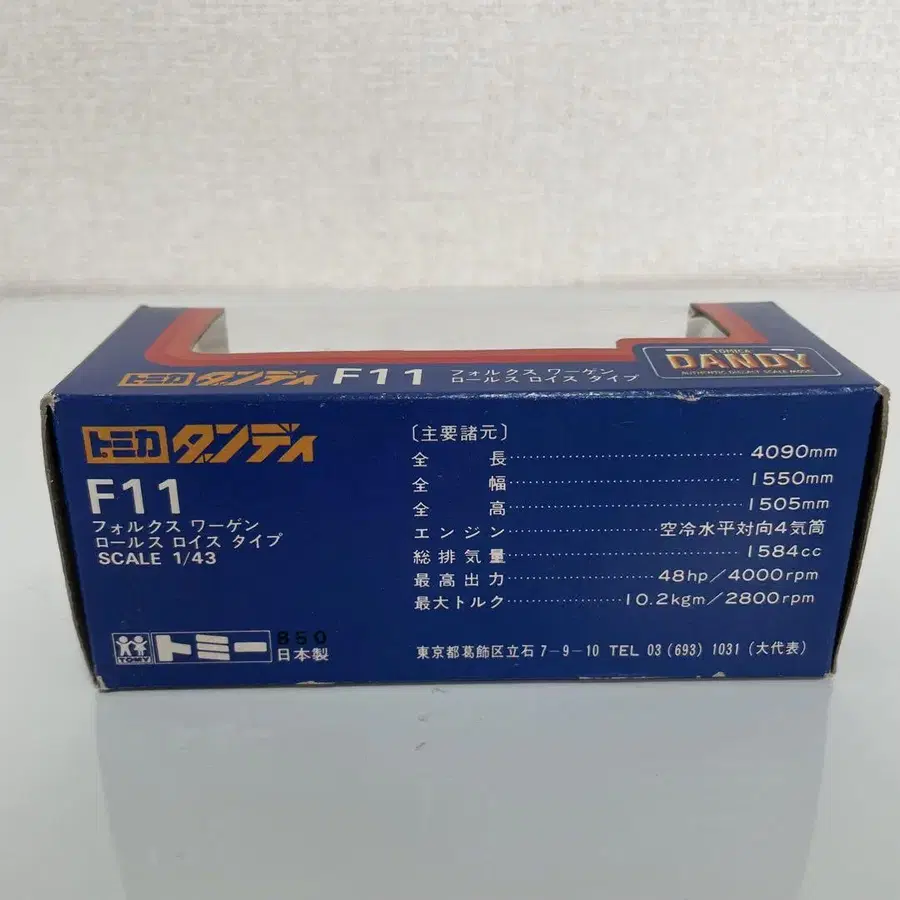 トミカ ダンディ F11 フォルクス ワーゲン
ロールス ロイス タイプ
TOMICA
DANDY
AUTHENTIC DIECAST SCALE MODEL
トミカ ダンディ
F11
フォルクス ワーゲン
ロールス ロイス タイプ
SCALE 1/43
TOMY
トミー
850
日本製
〔主要諸元〕
全長 4090mm
全幅 1550mm
全高 1505mm
エンジン 空冷水平対向4気筒
総排気量 1584cc
最高出力 48hp/4000rpm
最大トルク 10.2kgm/2800rpm
東京都葛飾区立石7-9-10 TEL 03(693)1031(大代表)